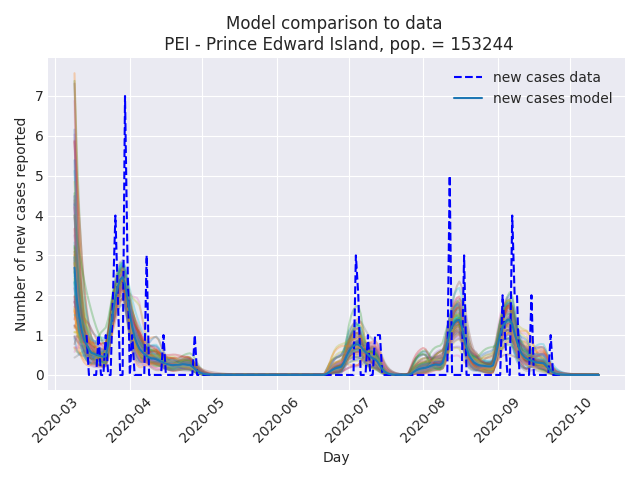 Model comparison to data
PEI - Prince Edward Island, pop. = 153244
new cases data
new cases model
Number of new cases reported
7
6
5
4
3
2
1
0
2020-03
2020-04
2020-05
2020-06
2020-07
2020-08
2020-09
2020-10
Day